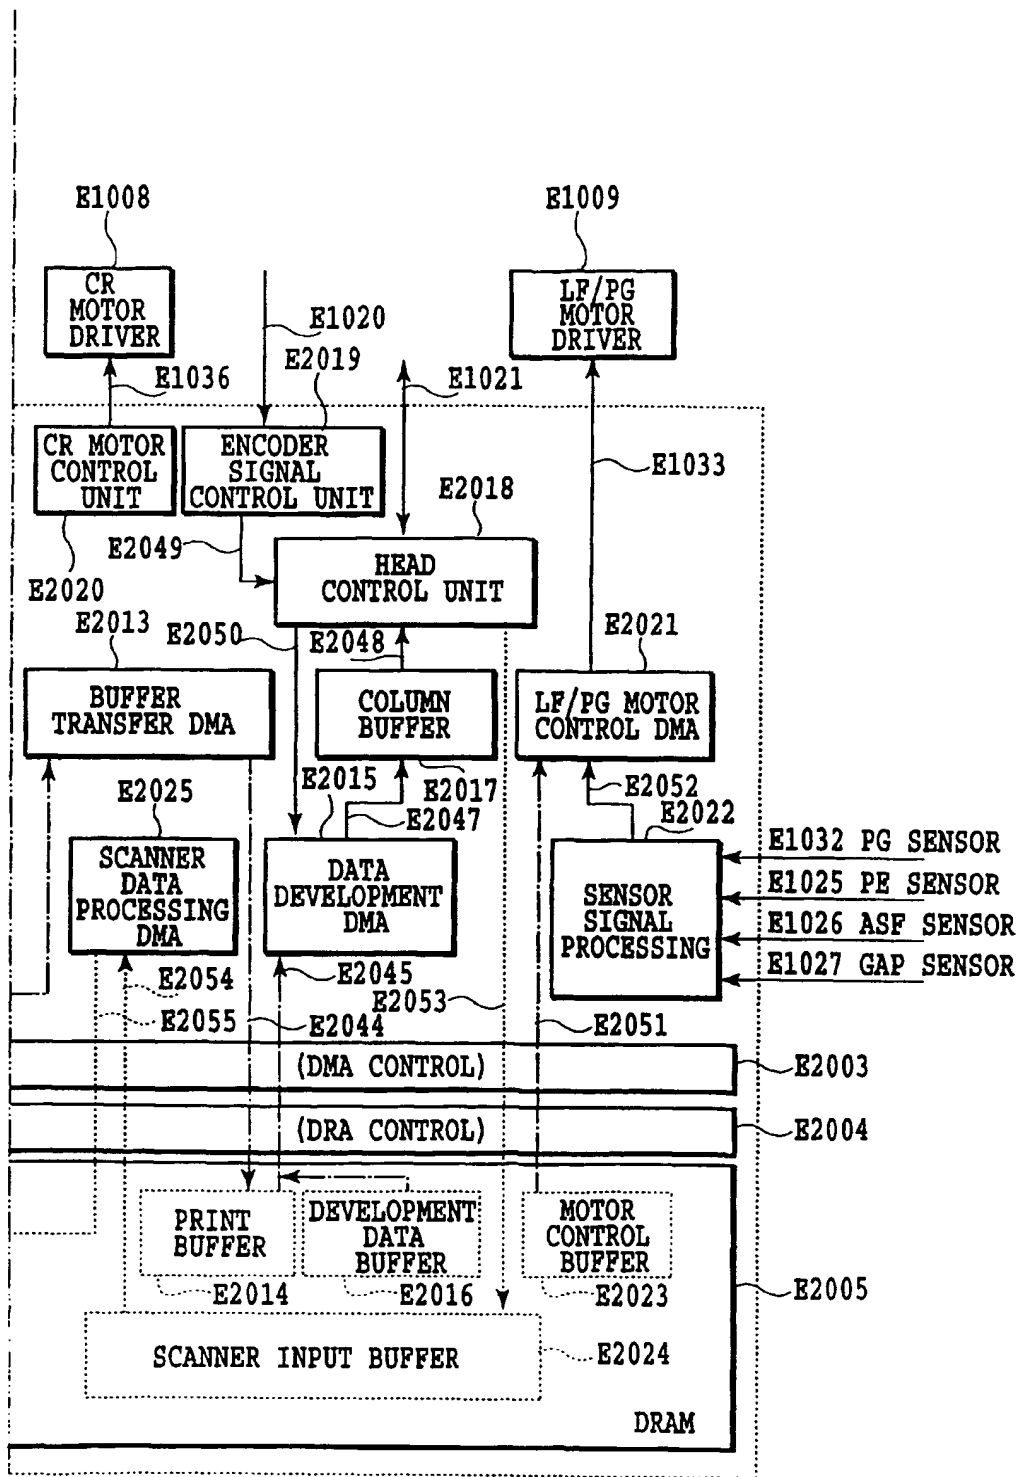 E1008
E1009
CR
MOTOR
DRIVER
LF/PG
MOTOR
DRIVER
E1020
E2019
E1036
E1021
CR MOTOR
CONTROL
UNIT
ENCODER
SIGNAL
CONTROL UNIT
E1033
E2018
E2049
E2020
HEAD
CONTROL UNIT
E2013
E2050
E2048
E2021
BUFFER
TRANSFER DMA
COLUMN
BUFFER
LF/PG MOTOR
CONTROL DMA
E2025
E2015
E2017
E2047
E2052
E2022
SCANNER
DATA
PROCESSING
DMA
DATA
DEVELOPMENT
DMA
SENSOR
SIGNAL
PROCESSING
E1032 PG SENSOR
E1025 PE SENSOR
E1026 ASF SENSOR
E1027 GAP SENSOR
E2054
E2045
E2053
E2055
E2044
E2051
(DMA CONTROL)
E2003
(DRA CONTROL)
E2004
PRINT
BUFFER
DEVELOPMENT
DATA
BUFFER
MOTOR
CONTROL
BUFFER
E2014
E2016
E2023
E2005
SCANNER INPUT BUFFER
E2024
DRAM